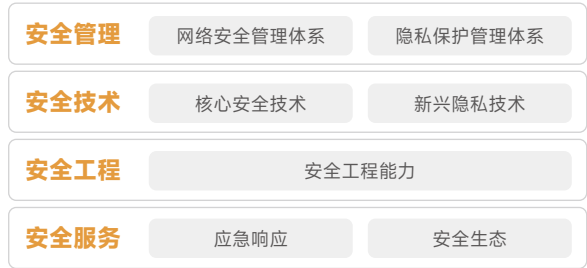 安全管理 网络安全管理体系 隐私保护管理体系
安全技术 核心安全技术 新兴隐私技术
安全工程 安全工程能力
安全服务 应急响应 安全生态